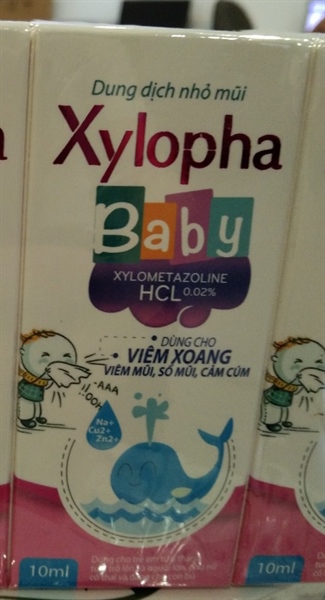 Dung dịch nhỏ mũi
Xylopha
Baby
XYLOMETAZOLINE
HCL 0.02%
DÙNG CHO
VIÊM XOANG
VIÊM MŨI, SỔ MŨI, CẢM CÚM
AAA
Na+
Cu2+
Zn2+
10ml
10ml